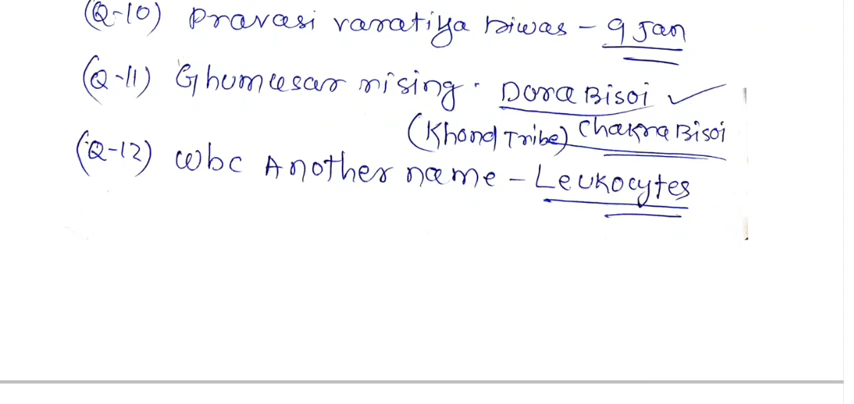 (Q-10) Pravasi varatiya Diwas - 9 Jan
(Q-11) Ghumusar rising. Dora Bisoi ✓
(Khond Tribe) Chakra Bisoi
(Q-12) WBC Another name - Leukocytes